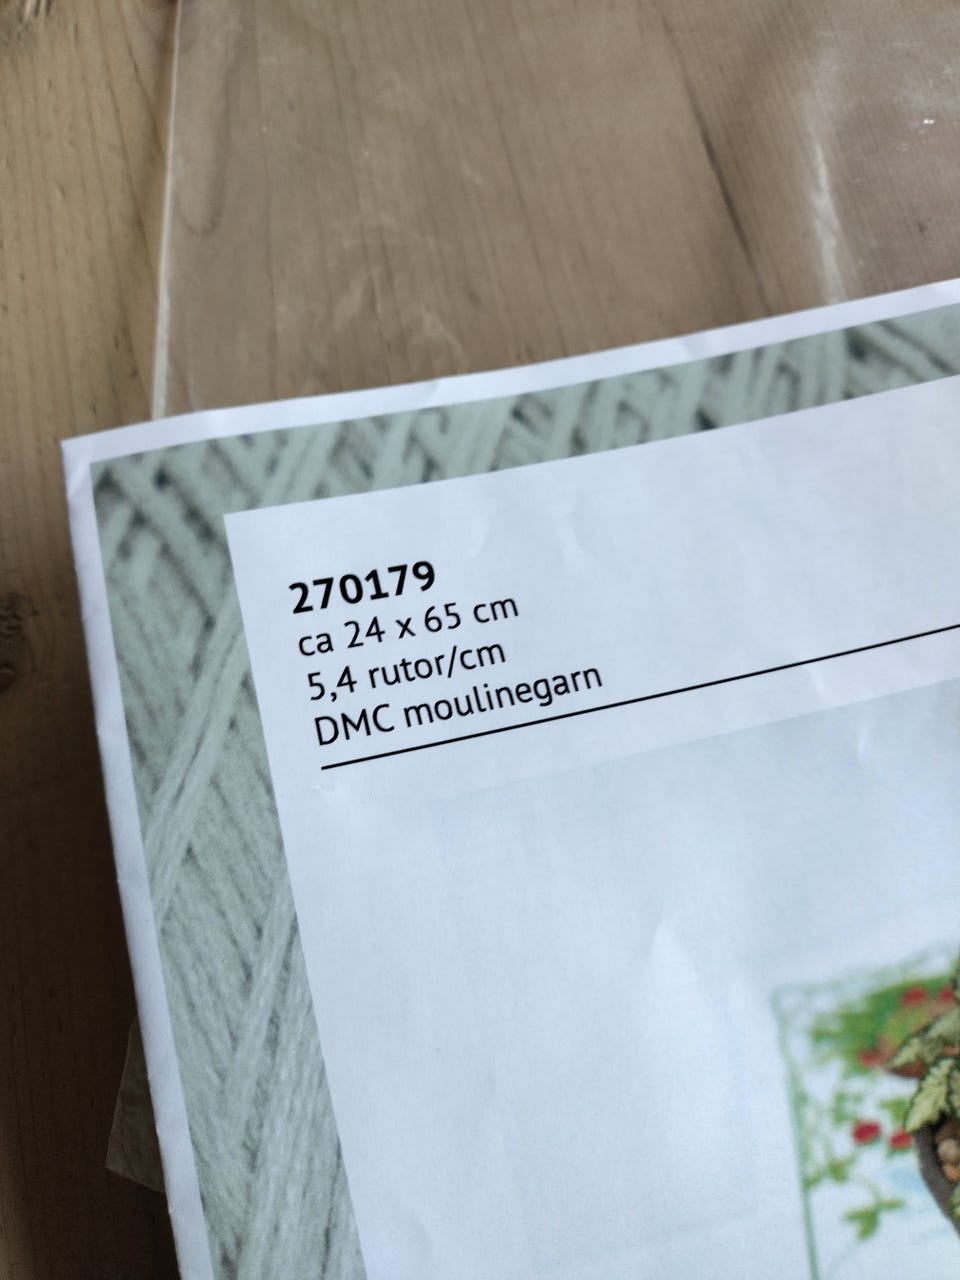 270179
ca 24 x 65 cm
5,4 rutor/cm
DMC moulinegarn